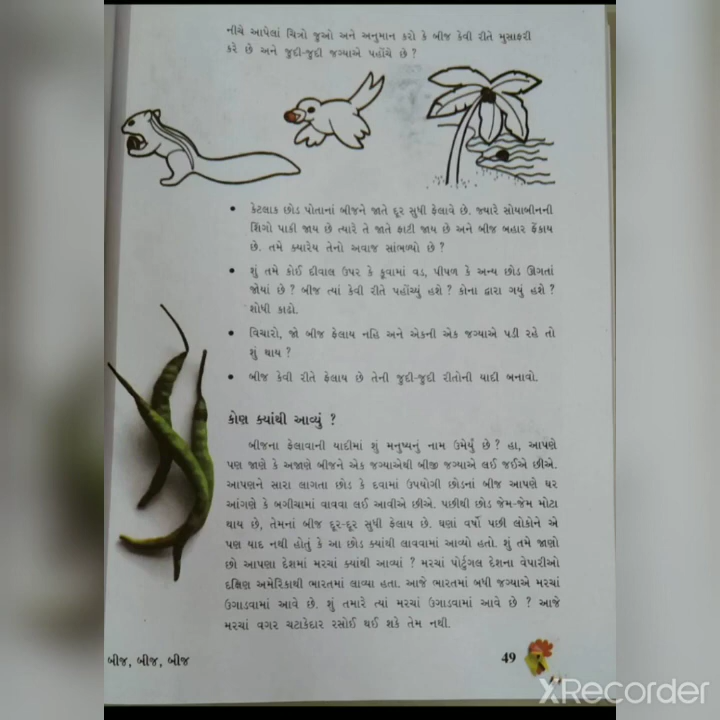 નીચે આપેલાં ચિત્રો જુઓ અને અનુમાન કરો કે બીજ કેવી રીતે મુસાફરી
કરે છે અને જુદી-જુદી જગ્યાએ પહોંચે છે ?
• કેટલાક છોડ પોતાનાં બીજને જાતે દૂર સુધી ફેલાવે છે. જ્યારે સોયાબીનની
શિંગો પાકી જાય છે ત્યારે તે જાતે ફાટી જાય છે અને બીજ બહાર ફેંકાય
છે. તમે ક્યારેય તેનો અવાજ સાંભળ્યો છે ?
• શું તમે કોઈ દીવાલ ઉપર કે કૂવામાં વડ, પીપળ કે અન્ય છોડ ઊગતાં
જોયાં છે ? બીજ ત્યાં કેવી રીતે પહોંચ્યું હશે ? કોના દ્વારા ગયું હશે ?
શોધી કાઢો.
• વિચારો, જો બીજ ફેલાય નહિ અને એકની એક જગ્યાએ પડી રહે તો
શું થાય ?
• બીજ કેવી રીતે ફેલાય છે તેની જુદી-જુદી રીતોની યાદી બનાવો.
કોણ ક્યાંથી આવ્યું ?
બીજના ફેલાવાની યાદીમાં શું મનુષ્યનું નામ ઉમેર્યું છે ? હા, આપણે
પણ જાણે કે અજાણે બીજને એક જગ્યાએથી બીજી જગ્યાએ લઈ જઈએ છીએ.
આપણને સારા લાગતા છોડ કે દવામાં ઉપયોગી છોડનાં બીજ આપણે ઘર
આંગણે કે બગીચામાં વાવવા લઈ આવીએ છીએ. પછીથી છોડ જેમ-જેમ મોટા
થાય છે, તેમનાં બીજ દૂર-દૂર સુધી ફેલાય છે. ઘણાં વર્ષો પછી લોકોને એ
પણ યાદ નથી હોતું કે આ છોડ ક્યાંથી લાવવામાં આવ્યો હતો. શું તમે જાણો
છો આપણા દેશમાં મરચાં ક્યાંથી આવ્યાં ? મરચાં પોર્ટુગલ દેશના વેપારીઓ
દક્ષિણ અમેરિકાથી ભારતમાં લાવ્યા હતા. આજે ભારતમાં બધી જગ્યાએ મરચાં
ઉગાડવામાં આવે છે. શું તમારે ત્યાં મરચાં ઉગાડવામાં આવે છે ? આજે
મરચાં વગર ચટાકેદાર રસોઈ થઈ શકે તેમ નથી.
બીજ, બીજ, બીજ
49
XRecorder